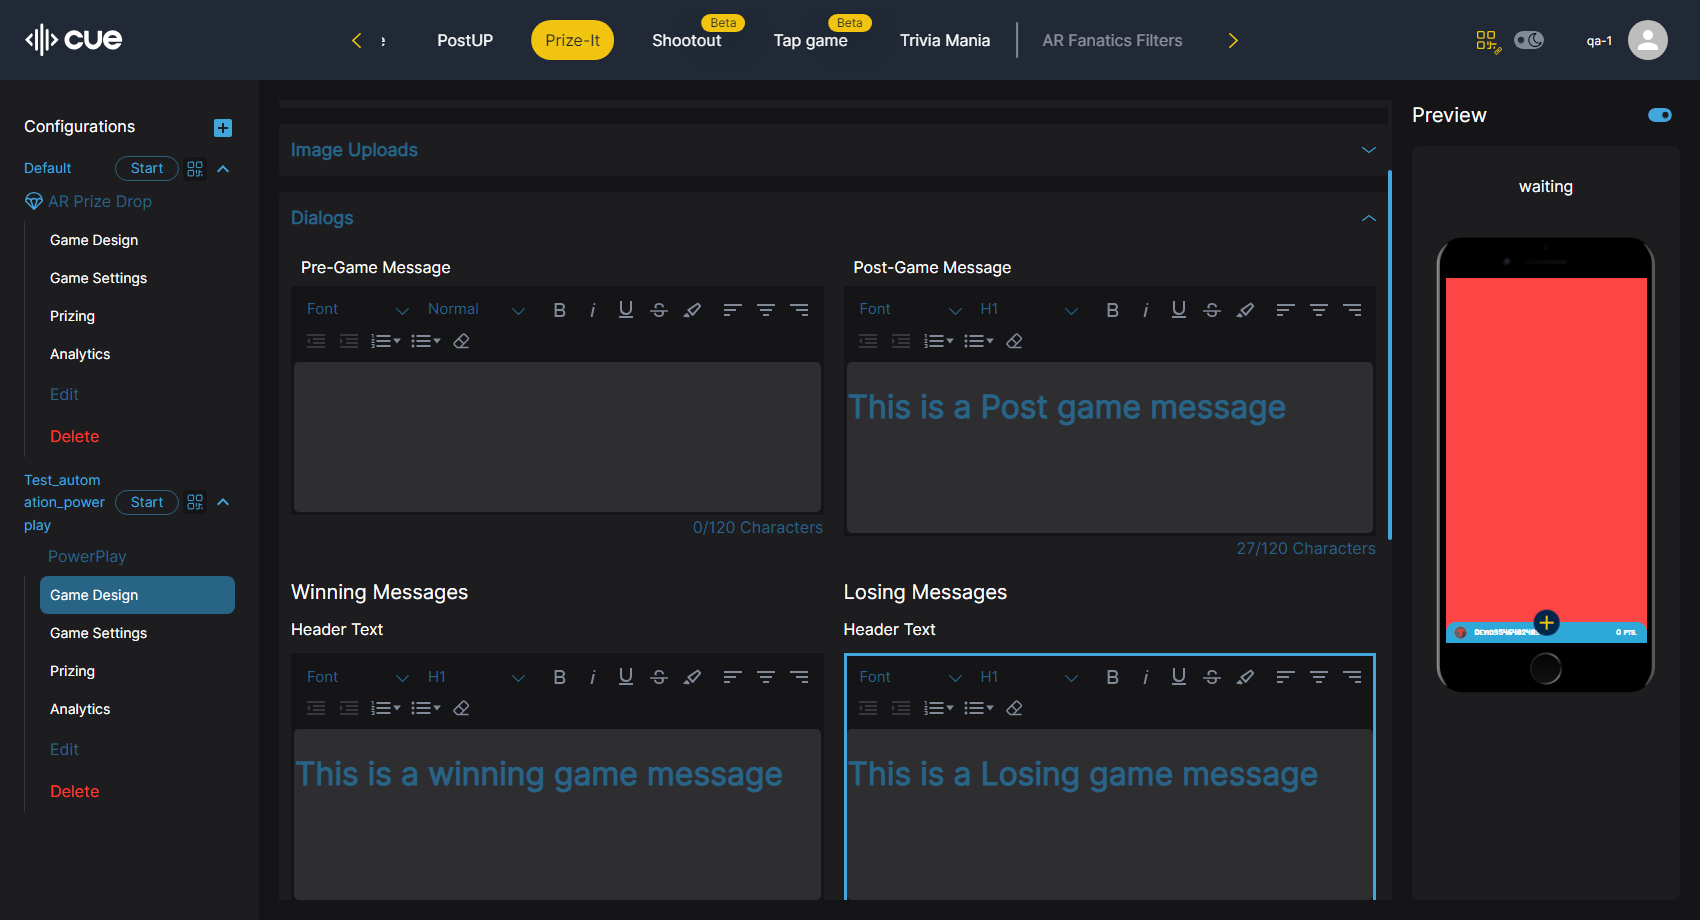 cue
PostUP
Prize-It
Shootout
Beta
Tap game
Beta
Trivia Mania
AR Fanatics Filters
qa-1
Configurations
Default
Start
AR Prize Drop
Game Design
Game Settings
Prizing
Analytics
Edit
Delete
Test_autom
ation_power
play
Start
PowerPlay
Game Design
Game Settings
Prizing
Analytics
Edit
Delete
Image Uploads
Dialogs
Pre-Game Message
Font Normal
0/120 Characters
Post-Game Message
Font H1
This is a Post game message
27/120 Characters
Winning Messages
Header Text
Font H1
This is a winning game message
Losing Messages
Header Text
Font H1
This is a Losing game message
Preview
waiting
0 PTS.